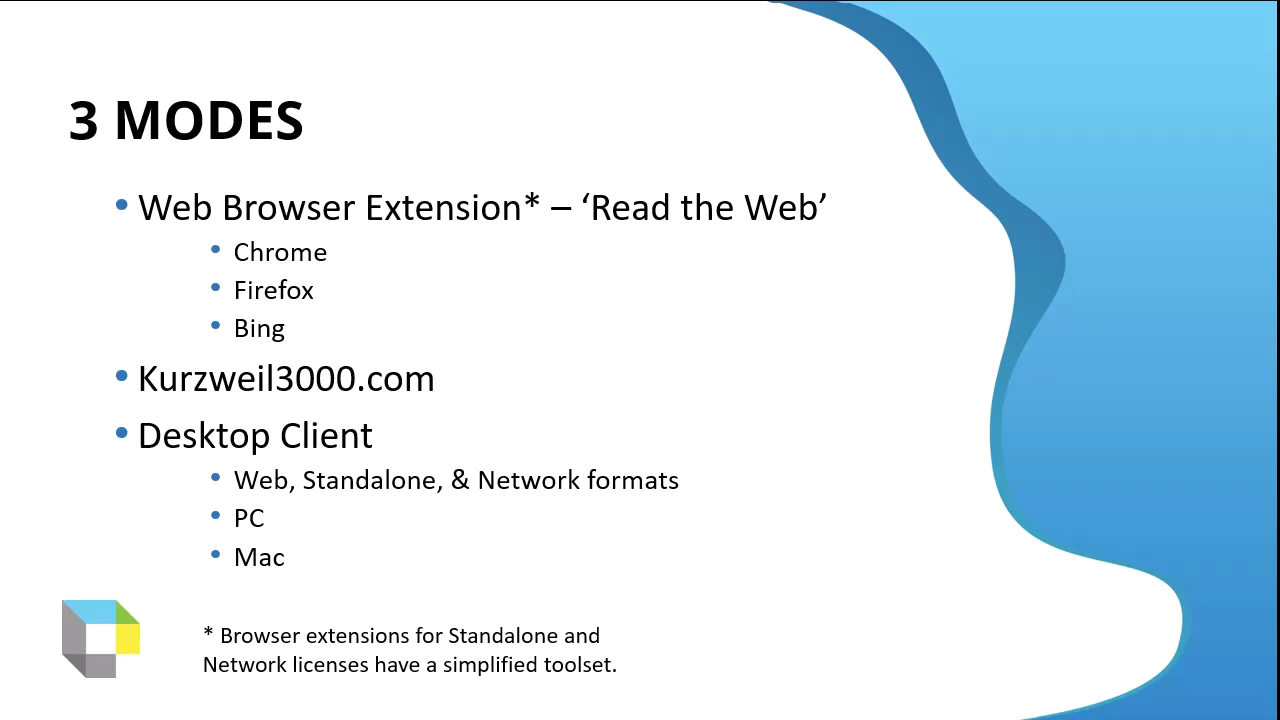 3 MODES
• Web Browser Extension* – ‘Read the Web’
• Chrome
• Firefox
• Bing
• Kurzweil3000.com
• Desktop Client
• Web, Standalone, & Network formats
• PC
• Mac
* Browser extensions for Standalone and
Network licenses have a simplified toolset.